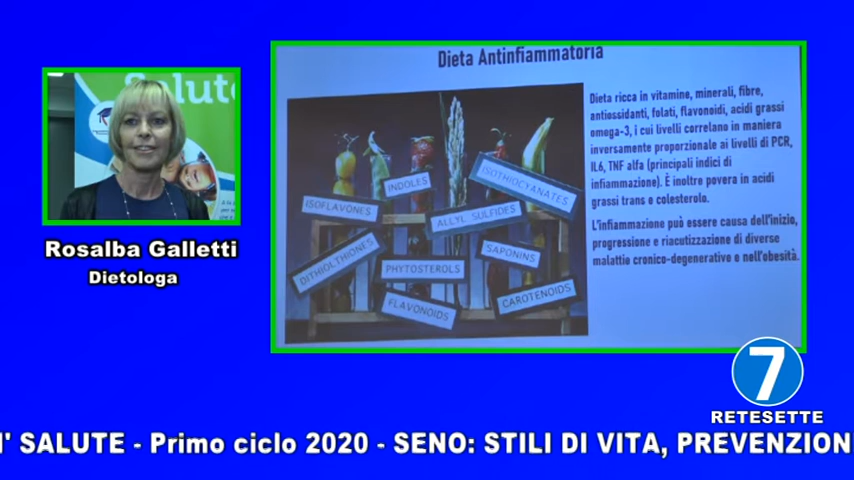 Salute
Rosalba Galletti
Dietologa
Dieta Antinfiammatoria
ISOFLAVONES
INDOLES
ISOTHIOCYANATES
ALLYL SULFIDES
DITHIOLTHIONES
PHYTOSTEROLS
SAPONINS
FLAVONOIDS
CAROTENOIDS
Dieta ricca in vitamine, minerali, fibre,
antiossidanti, folati, flavonoidi, acidi grassi
omega-3, i cui livelli correlano in maniera
inversamente proporzionale ai livelli di PCR,
IL6, TNF alfa (principali indici di
infiammazione). È inoltre povera in acidi
grassi trans e colesterolo.
L'infiammazione può essere causa dell'inizio,
progressione e riacutizzazione di diverse
malattie cronico-degenerative e nell'obesità.
7
RETESETTE
' SALUTE - Primo ciclo 2020 - SENO: STILI DI VITA, PREVENZION